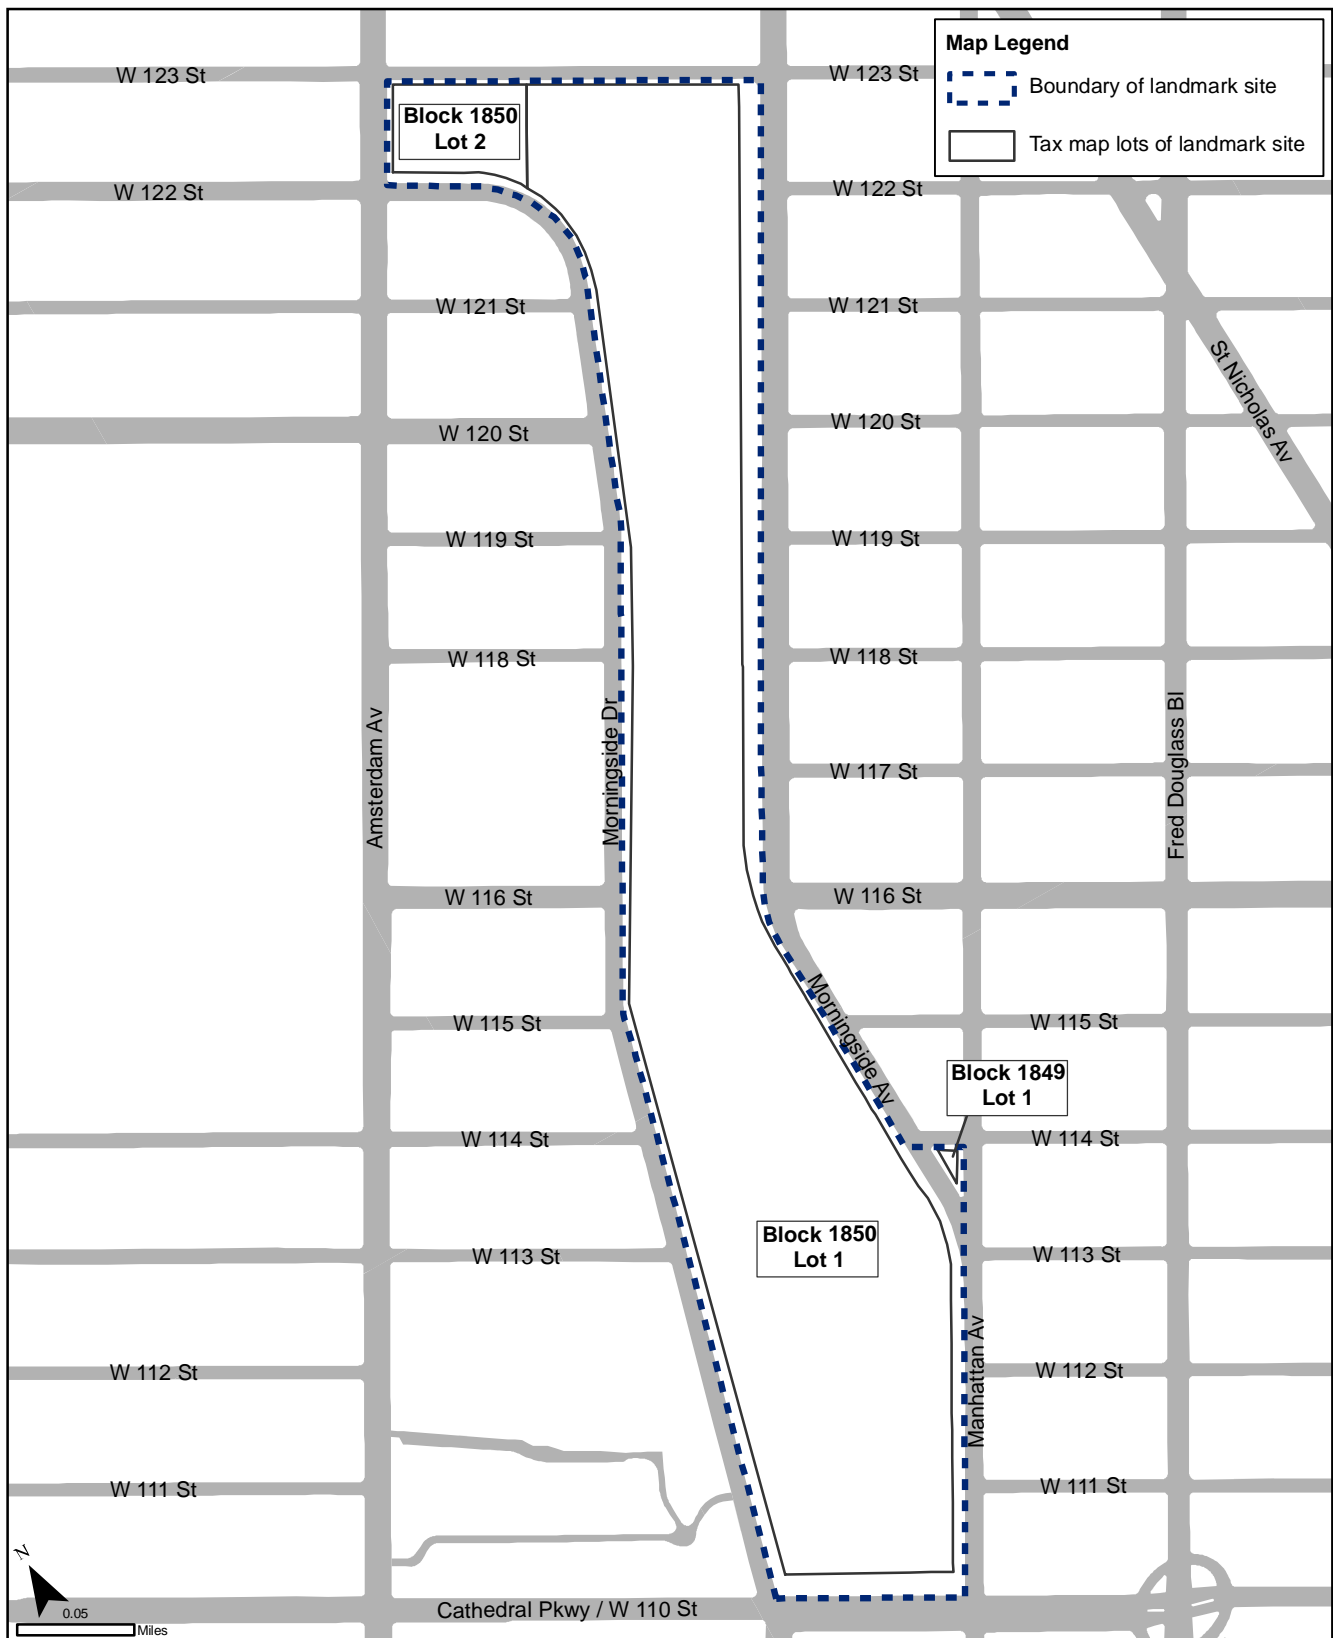 Map Legend
Boundary of landmark site
Tax map lots of landmark site
W 123 St
W 123 St
Block 1850
Lot 2
W 122 St
W 122 St
W 121 St
W 121 St
St Nicholas Av
W 120 St
W 120 St
W 119 St
W 119 St
W 118 St
W 118 St
Amsterdam Av
Morningside Dr
W 117 St
Fred Douglass Bl
W 116 St
W 116 St
Morningside Av
W 115 St
W 115 St
Block 1849
Lot 1
W 114 St
W 114 St
Block 1850
Lot 1
W 113 St
W 113 St
Manhattan Av
W 112 St
W 112 St
W 111 St
W 111 St
N
0.05
Miles
Cathedral Pkwy / W 110 St